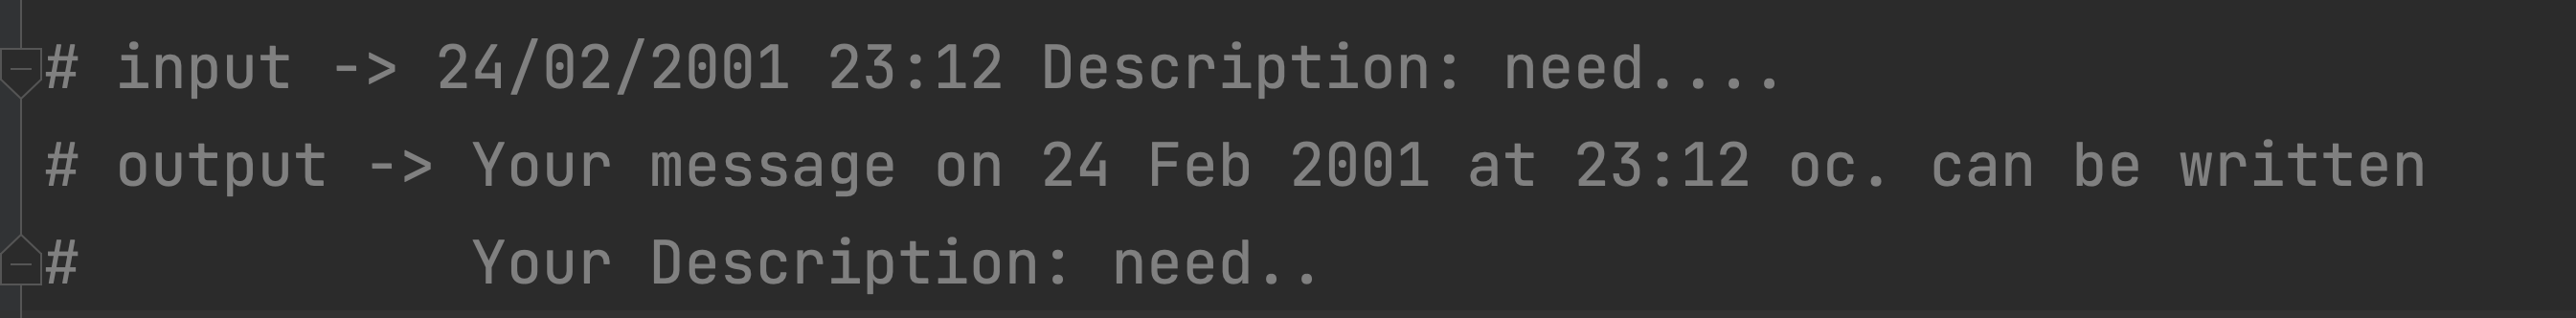 # input -> 24/02/2001 23:12 Description: need....
# output -> Your message on 24 Feb 2001 at 23:12 oc. can be written
#           Your Description: need..